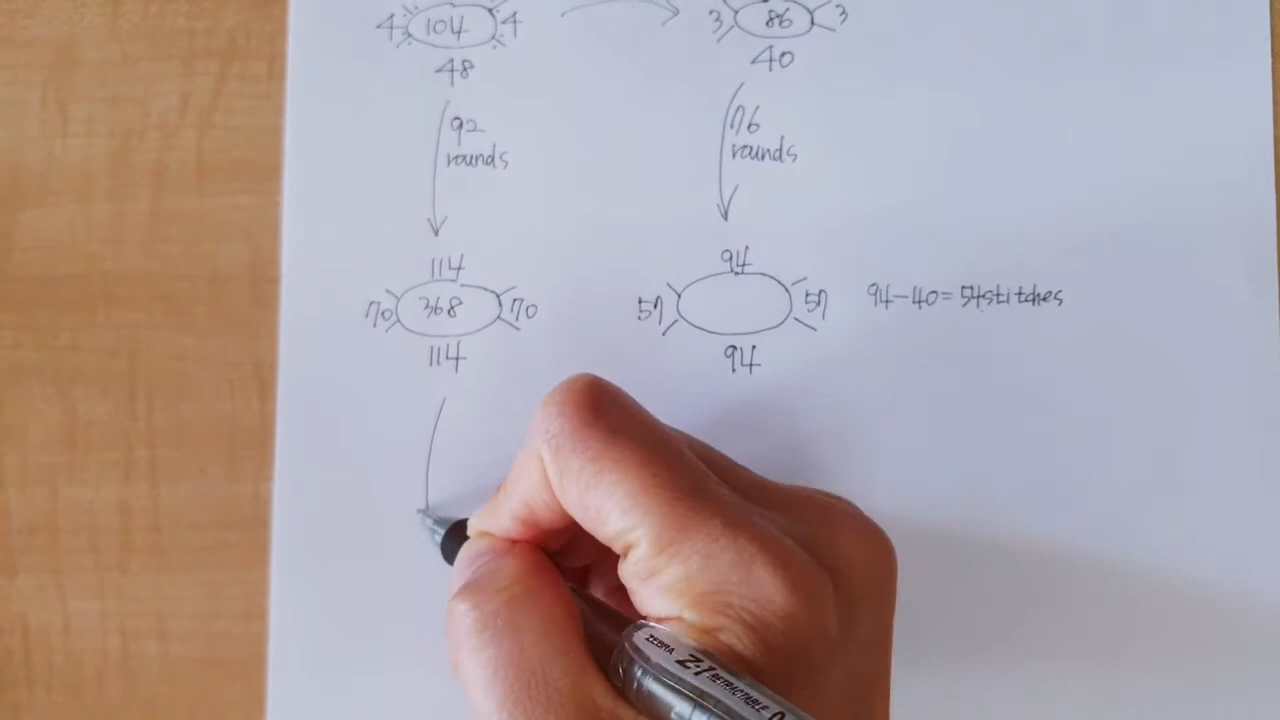 4 104 4
48
92
rounds
114
70 368 70
114
3 86 3
40
76
rounds
94
57 57
94
94-40=54stitches
ZEBRA Z-1 RETRACTABLE